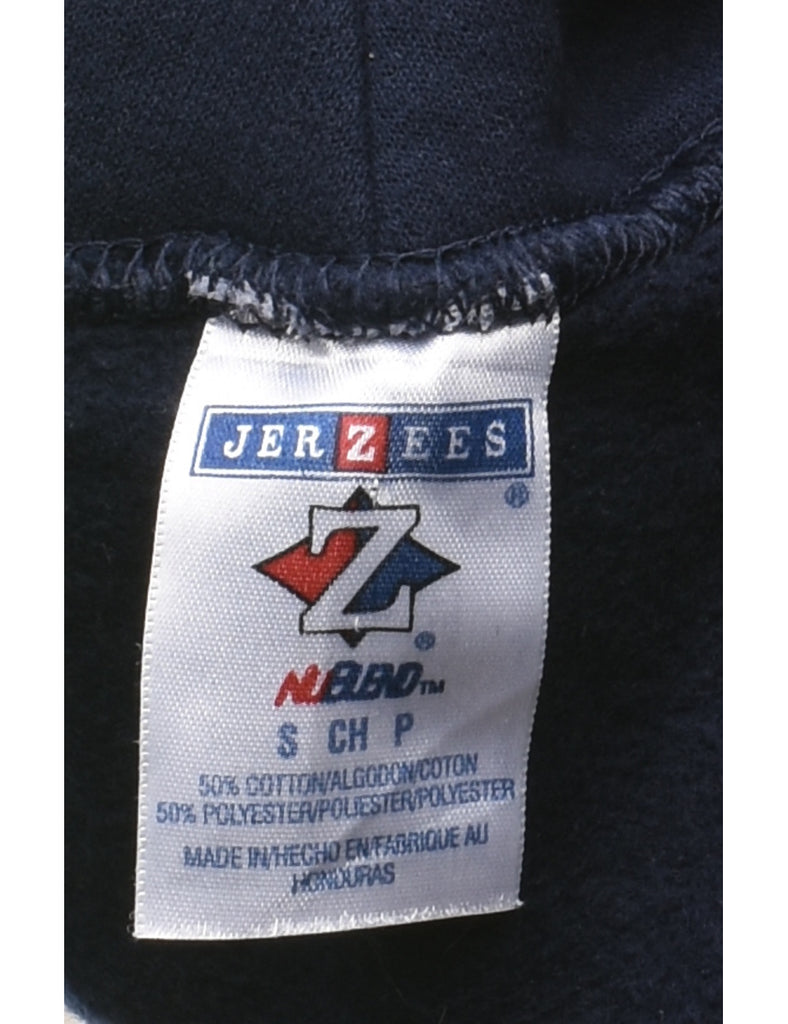 JERZEES
®
Z
®
NUBLEND™
S CH P
50% COTTON/ALGODON/COTON
50% POLYESTER/POLIESTER/POLYESTER
MADE IN/HECHO EN/FABRIQUE AU
HONDURAS